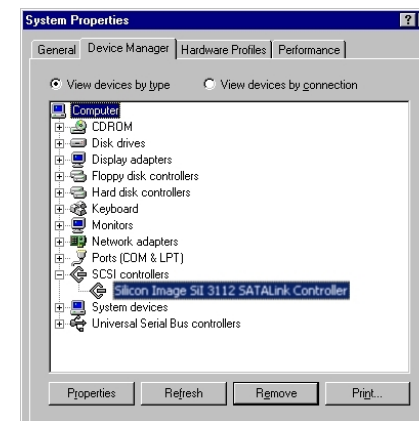 System Properties
?
General Device Manager Hardware Profiles Performance
View devices by type View devices by connection
Computer
CDROM
Disk drives
Display adapters
Floppy disk controllers
Hard disk controllers
Keyboard
Monitors
Network adapters
Ports (COM & LPT)
SCSI controllers
Silicon Image SiI 3112 SATALink Controller
System devices
Universal Serial Bus controllers
Properties Refresh Remove Print...